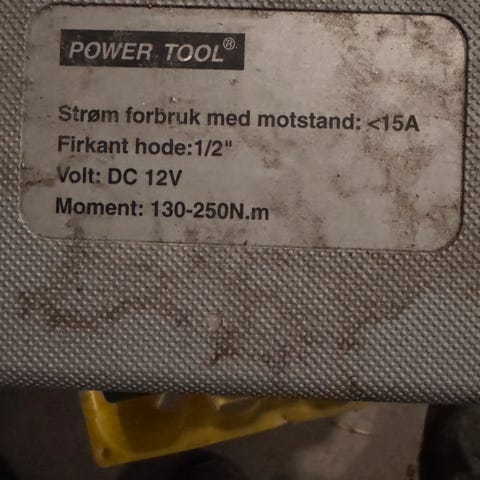 POWER TOOL®
Strøm forbruk med motstand: <15A
Firkant hode:1/2"
Volt: DC 12V
Moment: 130-250N.m